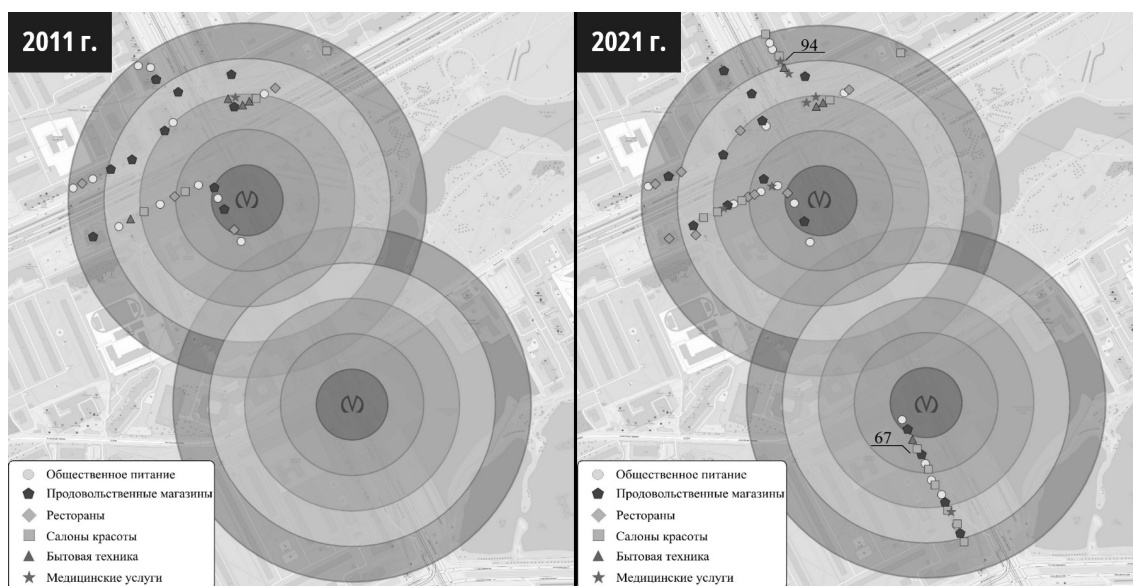 2011 г.
Общественное питание
Продовольственные магазины
Рестораны
Салоны красоты
Бытовая техника
Медицинские услуги
2021 г.
94
67
Общественное питание
Продовольственные магазины
Рестораны
Салоны красоты
Бытовая техника
Медицинские услуги